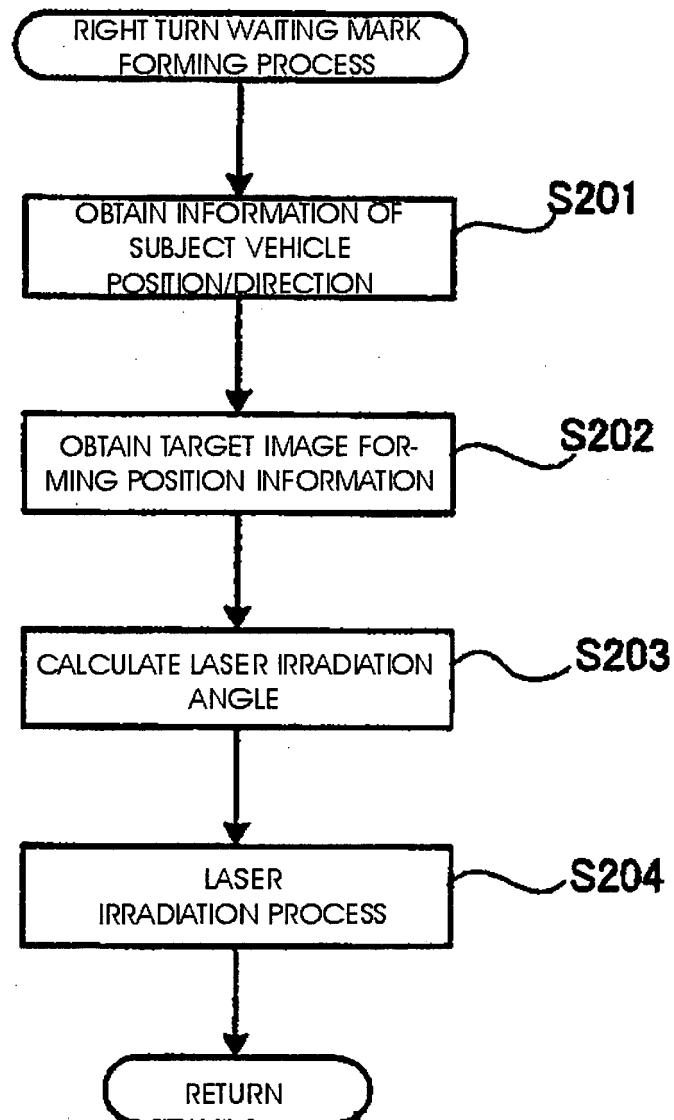 RIGHT TURN WAITING MARK
FORMING PROCESS
OBTAIN INFORMATION OF
SUBJECT VEHICLE
POSITION/DIRECTION
S201
OBTAIN TARGET IMAGE FOR-
MING POSITION INFORMATION
S202
CALCULATE LASER IRRADIATION
ANGLE
S203
LASER
IRRADIATION PROCESS
S204
RETURN